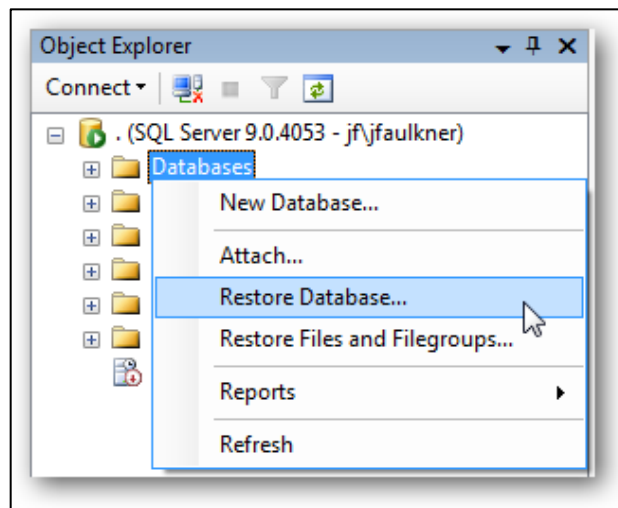 Object Explorer
Connect
. (SQL Server 9.0.4053 - jf\jfaulkner)
Databases
New Database...
Attach...
Restore Database...
Restore Files and Filegroups...
Reports
Refresh